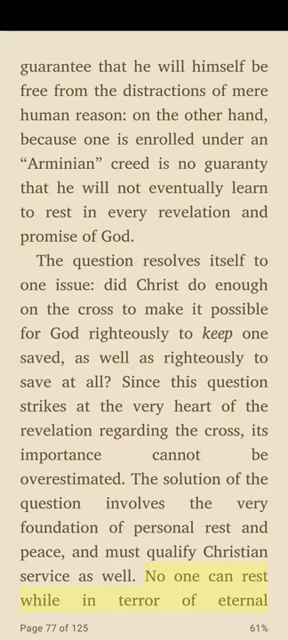 guarantee that he will himself be
free from the distractions of mere
human reason: on the other hand,
because one is enrolled under an
“Arminian” creed is no guaranty
that he will not eventually learn
to rest in every revelation and
promise of God.
The question resolves itself to
one issue: did Christ do enough
on the cross to make it possible
for God righteously to keep one
saved, as well as righteously to
save at all? Since this question
strikes at the very heart of the
revelation regarding the cross, its
importance cannot be
overestimated. The solution of the
question involves the very
foundation of personal rest and
peace, and must qualify Christian
service as well. No one can rest
while in terror of eternal
Page 77 of 125 61%